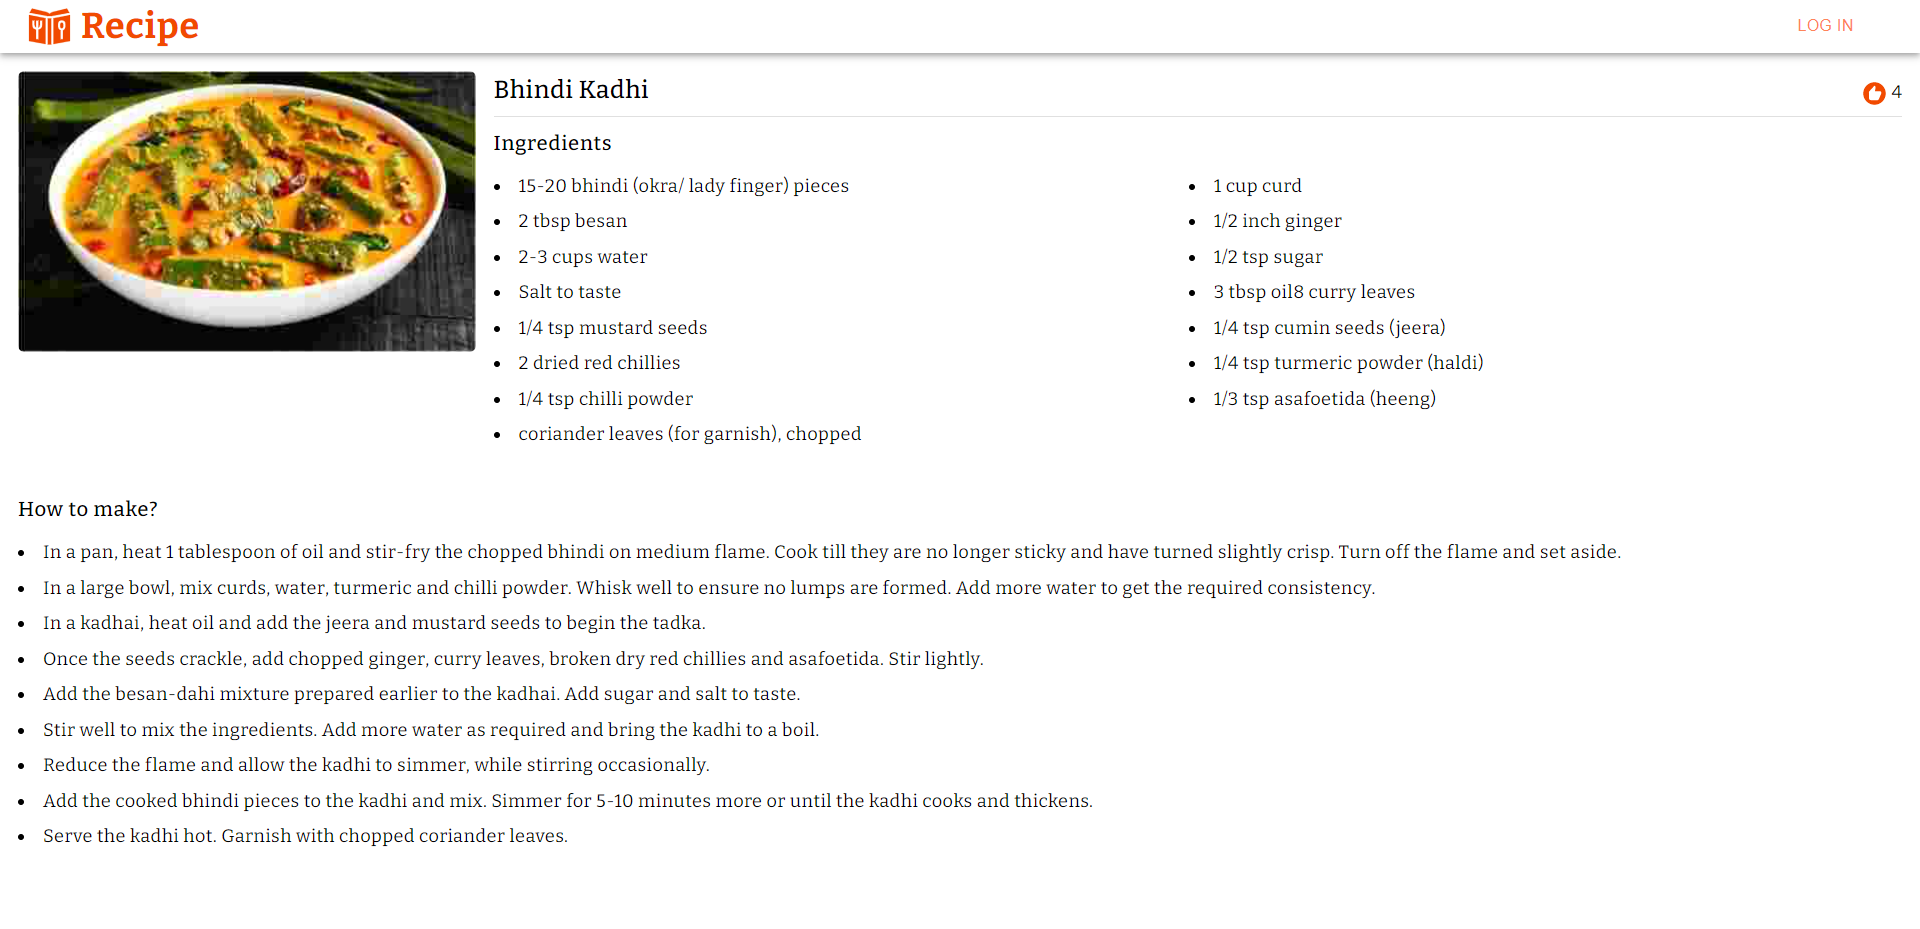 Recipe
LOG IN
Bhindi Kadhi
4
Ingredients
15-20 bhindi (okra/ lady finger) pieces
1 cup curd
2 tbsp besan
1/2 inch ginger
2-3 cups water
1/2 tsp sugar
Salt to taste
3 tbsp oil8 curry leaves
1/4 tsp mustard seeds
1/4 tsp cumin seeds (jeera)
2 dried red chillies
1/4 tsp turmeric powder (haldi)
1/4 tsp chilli powder
1/3 tsp asafoetida (heeng)
coriander leaves (for garnish), chopped
How to make?
In a pan, heat 1 tablespoon of oil and stir-fry the chopped bhindi on medium flame. Cook till they are no longer sticky and have turned slightly crisp. Turn off the flame and set aside.
In a large bowl, mix curds, water, turmeric and chilli powder. Whisk well to ensure no lumps are formed. Add more water to get the required consistency.
In a kadhai, heat oil and add the jeera and mustard seeds to begin the tadka.
Once the seeds crackle, add chopped ginger, curry leaves, broken dry red chillies and asafoetida. Stir lightly.
Add the besan-dahi mixture prepared earlier to the kadhai. Add sugar and salt to taste.
Stir well to mix the ingredients. Add more water as required and bring the kadhi to a boil.
Reduce the flame and allow the kadhi to simmer, while stirring occasionally.
Add the cooked bhindi pieces to the kadhi and mix. Simmer for 5-10 minutes more or until the kadhi cooks and thickens.
Serve the kadhi hot. Garnish with chopped coriander leaves.